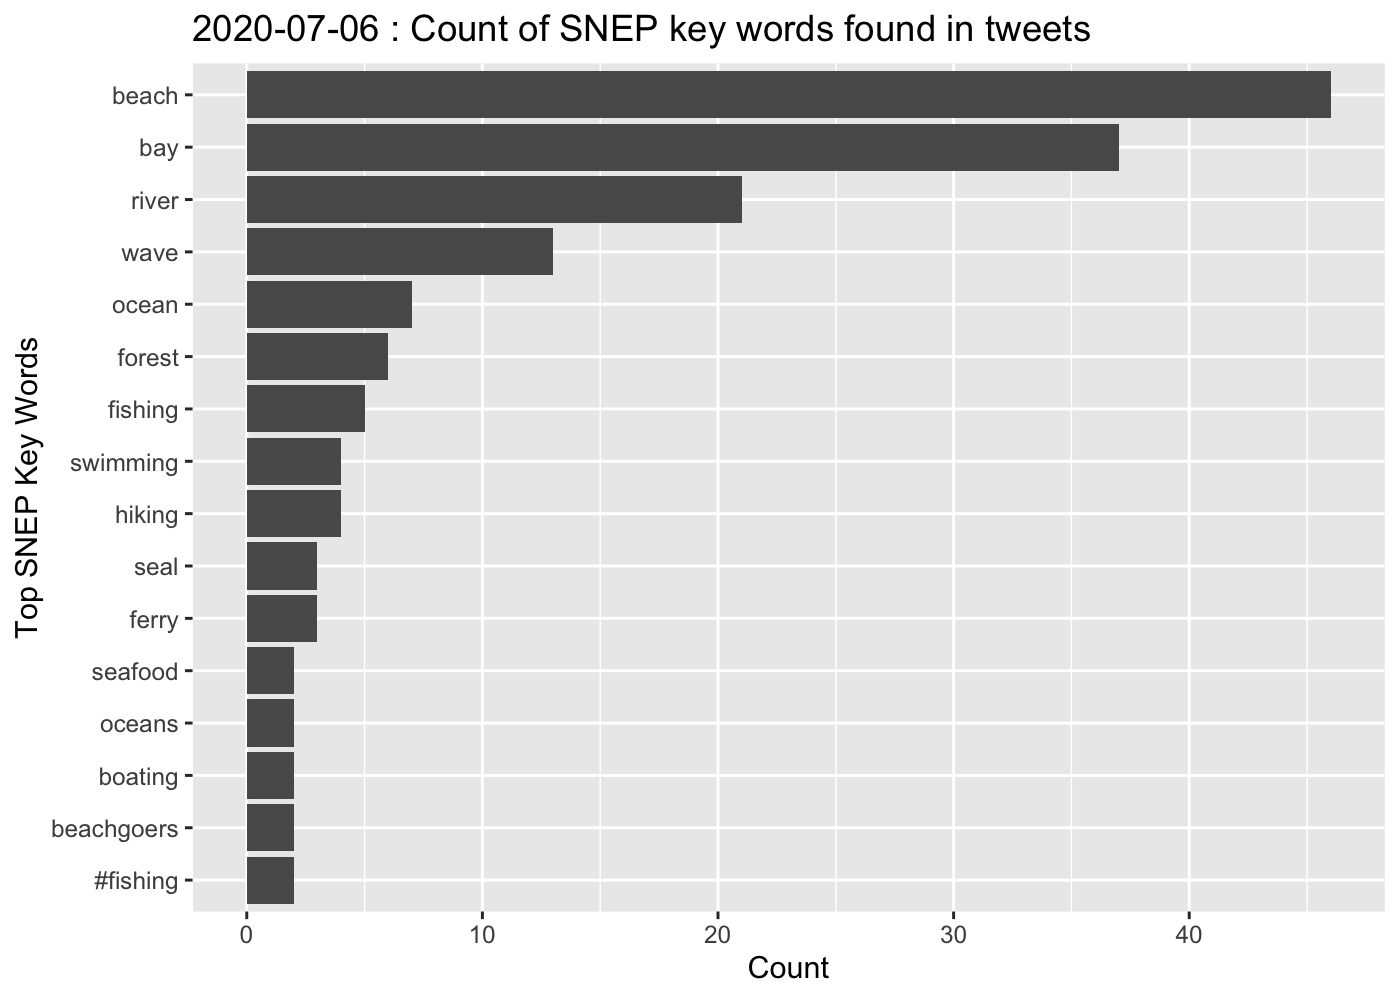 2020-07-06 : Count of SNEP key words found in tweets
Top SNEP Key Words
beach
bay
river
wave
ocean
forest
fishing
swimming
hiking
seal
ferry
seafood
oceans
boating
beachgoers
#fishing
0 10 20 30 40
Count